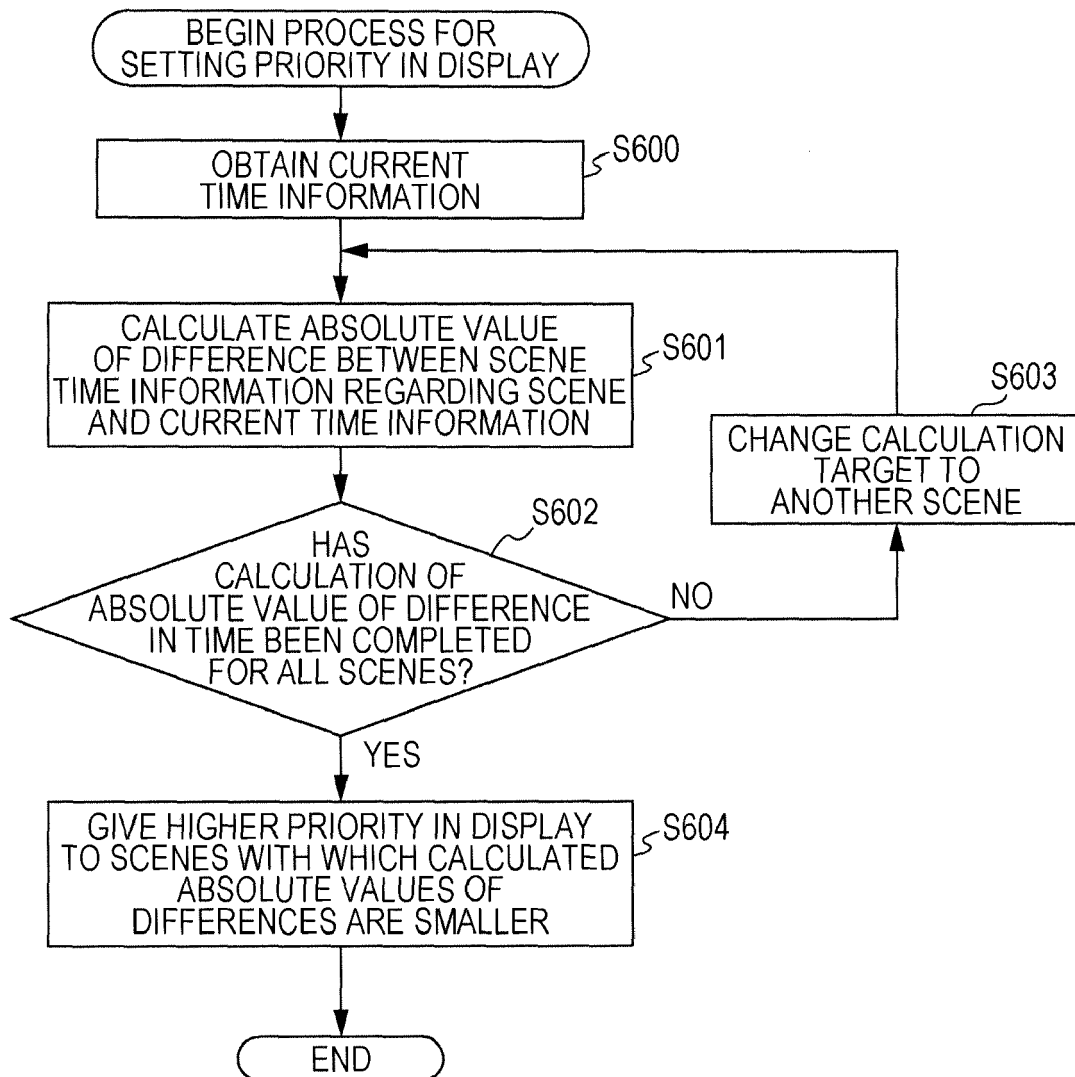 BEGIN PROCESS FOR
SETTING PRIORITY IN DISPLAY
OBTAIN CURRENT
TIME INFORMATION
S600
CALCULATE ABSOLUTE VALUE
OF DIFFERENCE BETWEEN SCENE
TIME INFORMATION REGARDING SCENE
AND CURRENT TIME INFORMATION
S601
S603
CHANGE CALCULATION
TARGET TO
ANOTHER SCENE
S602
HAS
CALCULATION OF
ABSOLUTE VALUE OF DIFFERENCE
IN TIME BEEN COMPLETED
FOR ALL SCENES?
NO
YES
GIVE HIGHER PRIORITY IN DISPLAY
TO SCENES WITH WHICH CALCULATED
ABSOLUTE VALUES OF
DIFFERENCES ARE SMALLER
S604
END